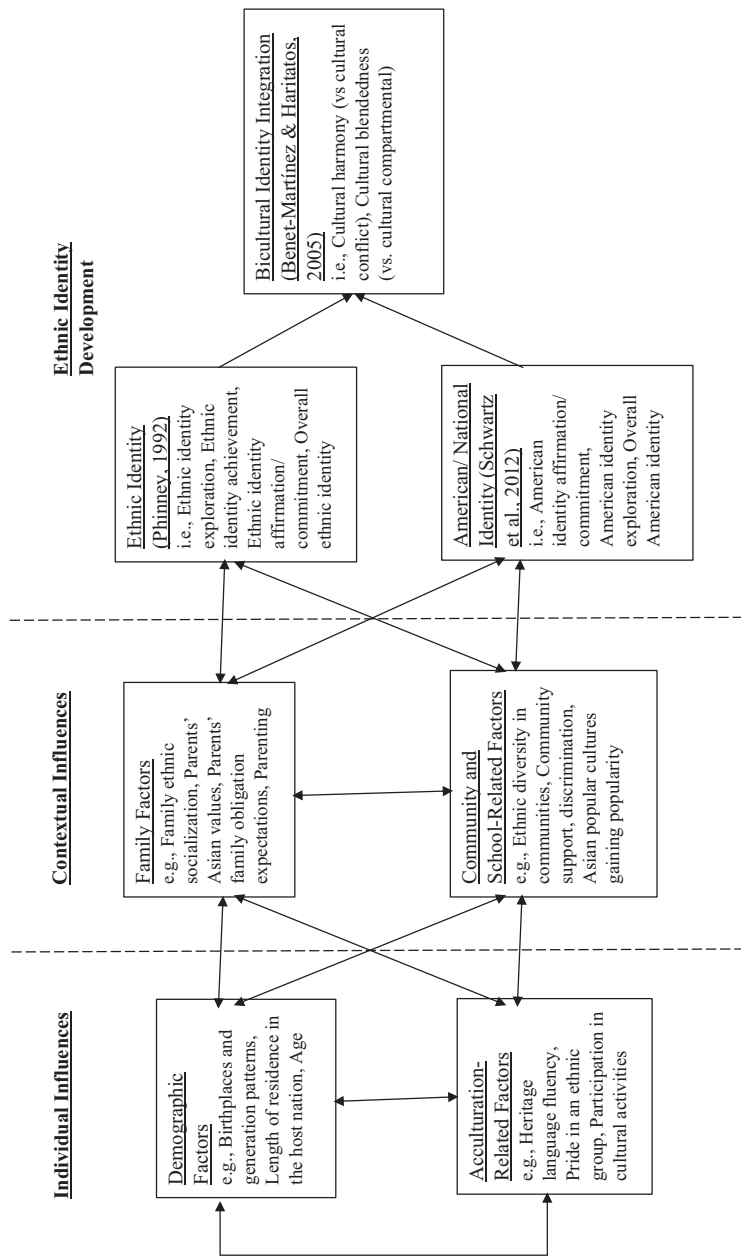 Individual Influences
Demographic
Factors
e.g., Birthplaces and
generation patterns,
Length of residence in
the host nation, Age
Acculturation-
Related Factors
e.g., Heritage
language fluency,
Pride in an ethnic
group, Participation in
cultural activities
Contextual Influences
Family Factors
e.g., Family ethnic
socialization, Parents'
Asian values, Parents'
family obligation
expectations, Parenting
Community and
School-Related Factors
e.g., Ethnic diversity in
communities, Community
support, discrimination,
Asian popular cultures
gaining popularity
Ethnic Identity
Development
Ethnic Identity
(Phinney, 1992)
i.e., Ethnic identity
exploration, Ethnic
identity achievement,
Ethnic identity
affirmation/
commitment, Overall
ethnic identity
American/ National
Identity (Schwartz
et al., 2012)
i.e., American
identity affirmation/
commitment,
American identity
exploration, Overall
American identity
Bicultural Identity Integration
(Benet-Martínez & Haritatos,
2005)
i.e., Cultural harmony (vs cultural
conflict), Cultural blendedness
(vs. cultural compartmental)